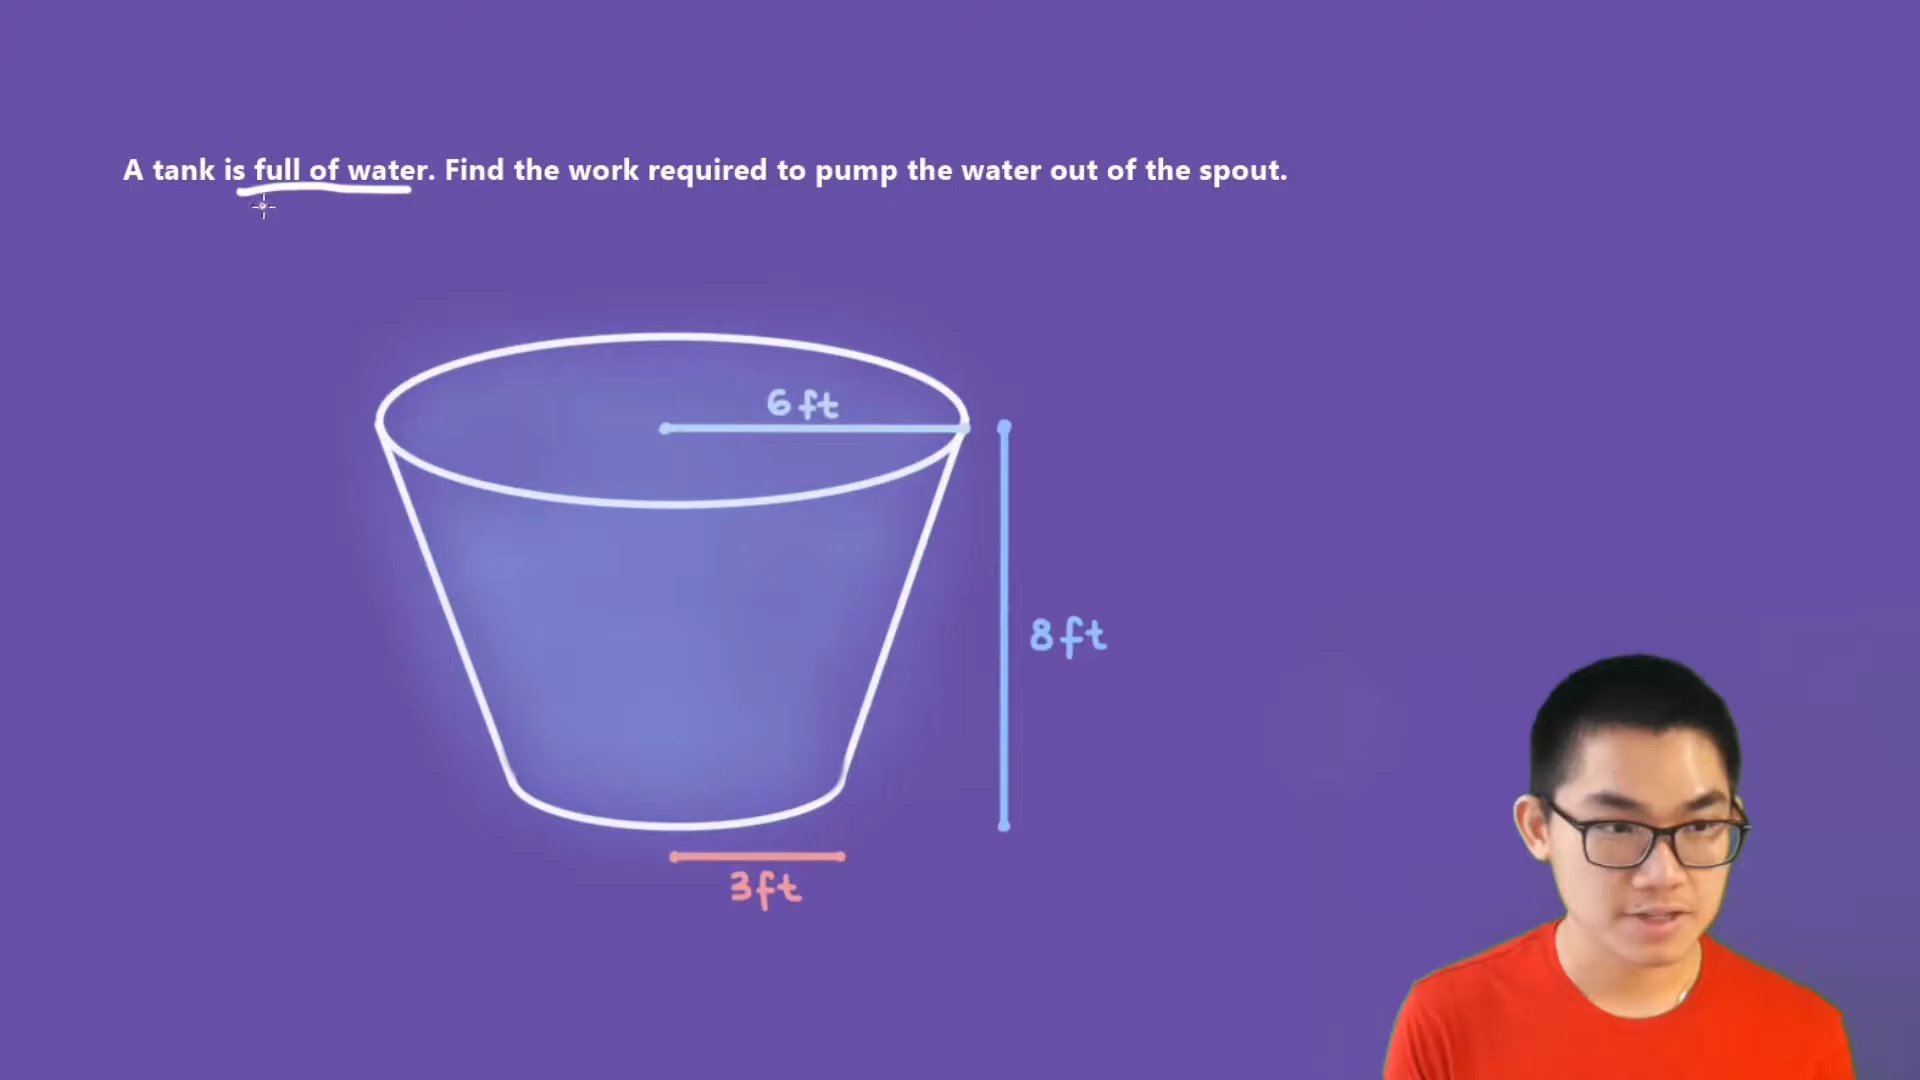 A tank is full of water. Find the work required to pump the water out of the spout.
6 ft
8 ft
3 ft